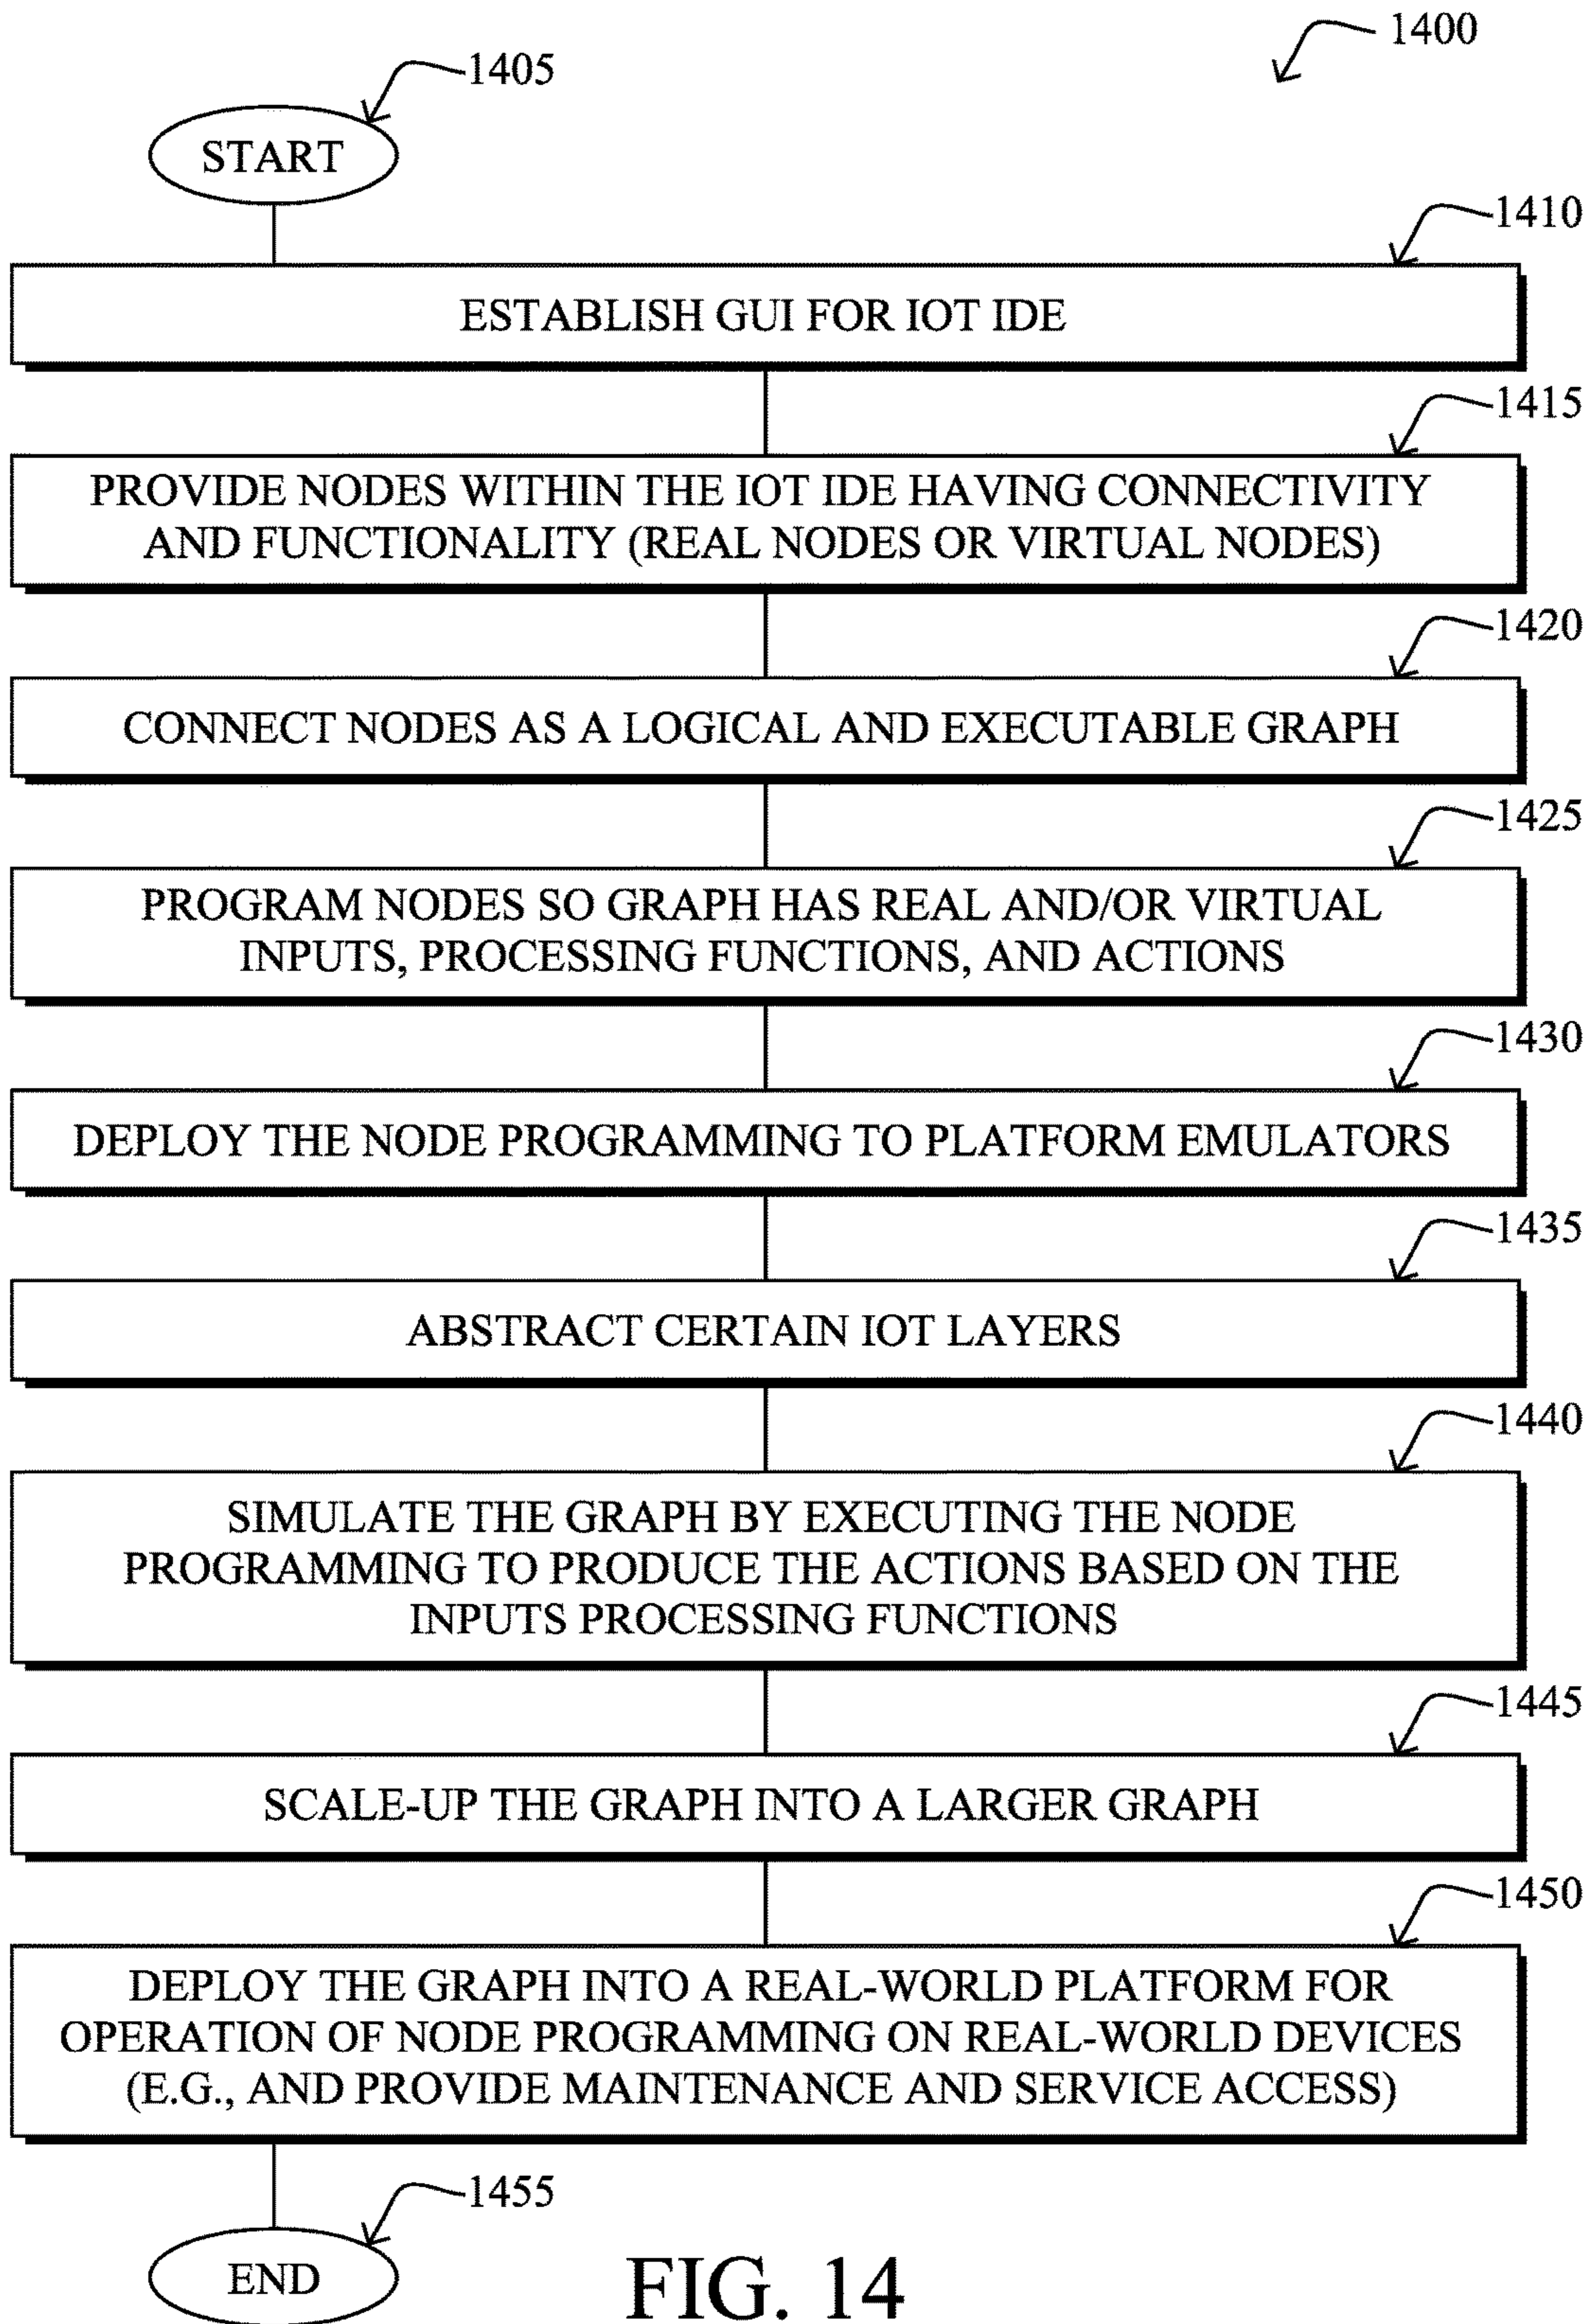 1400
1405
START
1410
ESTABLISH GUI FOR IOT IDE
1415
PROVIDE NODES WITHIN THE IOT IDE HAVING CONNECTIVITY
AND FUNCTIONALITY (REAL NODES OR VIRTUAL NODES)
1420
CONNECT NODES AS A LOGICAL AND EXECUTABLE GRAPH
1425
PROGRAM NODES SO GRAPH HAS REAL AND/OR VIRTUAL
INPUTS, PROCESSING FUNCTIONS, AND ACTIONS
1430
DEPLOY THE NODE PROGRAMMING TO PLATFORM EMULATORS
1435
ABSTRACT CERTAIN IOT LAYERS
1440
SIMULATE THE GRAPH BY EXECUTING THE NODE
PROGRAMMING TO PRODUCE THE ACTIONS BASED ON THE
INPUTS PROCESSING FUNCTIONS
1445
SCALE-UP THE GRAPH INTO A LARGER GRAPH
1450
DEPLOY THE GRAPH INTO A REAL-WORLD PLATFORM FOR
OPERATION OF NODE PROGRAMMING ON REAL-WORLD DEVICES
(E.G., AND PROVIDE MAINTENANCE AND SERVICE ACCESS)
1455
END
FIG. 14